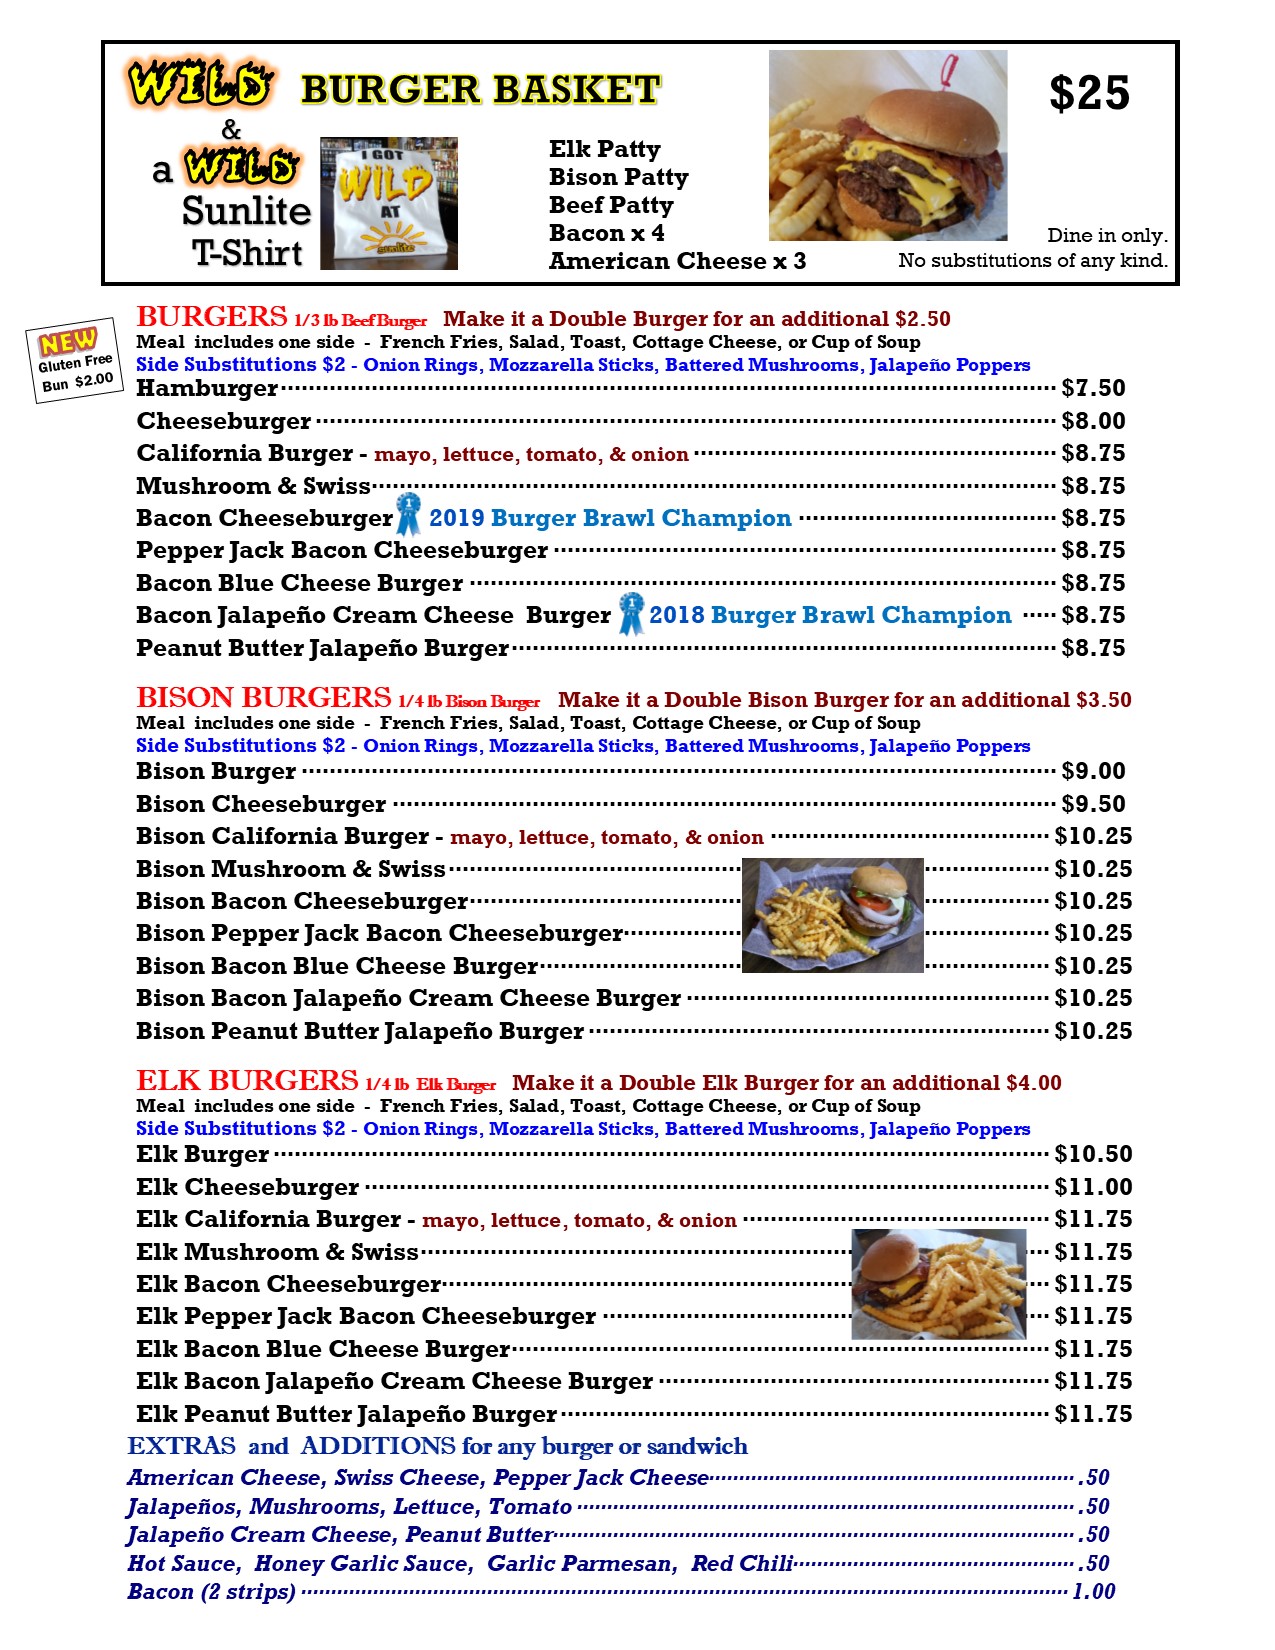 WILD BURGER BASKET $25
&
a WILD
Sunlite
T-Shirt
I GOT
WILD
AT
sunlite
Elk Patty
Bison Patty
Beef Patty
Bacon x 4
American Cheese x 3
Dine in only.
No substitutions of any kind.
NEW
Gluten Free
Bun $2.00
BURGERS 1/3 lb Beef Burger Make it a Double Burger for an additional $2.50
Meal includes one side - French Fries, Salad, Toast, Cottage Cheese, or Cup of Soup
Side Substitutions $2 - Onion Rings, Mozzarella Sticks, Battered Mushrooms, Jalapeño Poppers
Hamburger $7.50
Cheeseburger $8.00
California Burger - mayo, lettuce, tomato, & onion $8.75
Mushroom & Swiss $8.75
Bacon Cheeseburger 1 2019 Burger Brawl Champion $8.75
Pepper Jack Bacon Cheeseburger $8.75
Bacon Blue Cheese Burger $8.75
Bacon Jalapeño Cream Cheese Burger 1 2018 Burger Brawl Champion $8.75
Peanut Butter Jalapeño Burger $8.75
BISON BURGERS 1/4 lb Bison Burger Make it a Double Bison Burger for an additional $3.50
Meal includes one side - French Fries, Salad, Toast, Cottage Cheese, or Cup of Soup
Side Substitutions $2 - Onion Rings, Mozzarella Sticks, Battered Mushrooms, Jalapeño Poppers
Bison Burger $9.00
Bison Cheeseburger $9.50
Bison California Burger - mayo, lettuce, tomato, & onion $10.25
Bison Mushroom & Swiss $10.25
Bison Bacon Cheeseburger $10.25
Bison Pepper Jack Bacon Cheeseburger $10.25
Bison Bacon Blue Cheese Burger $10.25
Bison Bacon Jalapeño Cream Cheese Burger $10.25
Bison Peanut Butter Jalapeño Burger $10.25
ELK BURGERS 1/4 lb Elk Burger Make it a Double Elk Burger for an additional $4.00
Meal includes one side - French Fries, Salad, Toast, Cottage Cheese, or Cup of Soup
Side Substitutions $2 - Onion Rings, Mozzarella Sticks, Battered Mushrooms, Jalapeño Poppers
Elk Burger $10.50
Elk Cheeseburger $11.00
Elk California Burger - mayo, lettuce, tomato, & onion $11.75
Elk Mushroom & Swiss $11.75
Elk Bacon Cheeseburger $11.75
Elk Pepper Jack Bacon Cheeseburger $11.75
Elk Bacon Blue Cheese Burger $11.75
Elk Bacon Jalapeño Cream Cheese Burger $11.75
Elk Peanut Butter Jalapeño Burger $11.75
EXTRAS and ADDITIONS for any burger or sandwich
American Cheese, Swiss Cheese, Pepper Jack Cheese .50
Jalapeños, Mushrooms, Lettuce, Tomato .50
Jalapeño Cream Cheese, Peanut Butter .50
Hot Sauce, Honey Garlic Sauce, Garlic Parmesan, Red Chili .50
Bacon (2 strips) 1.00